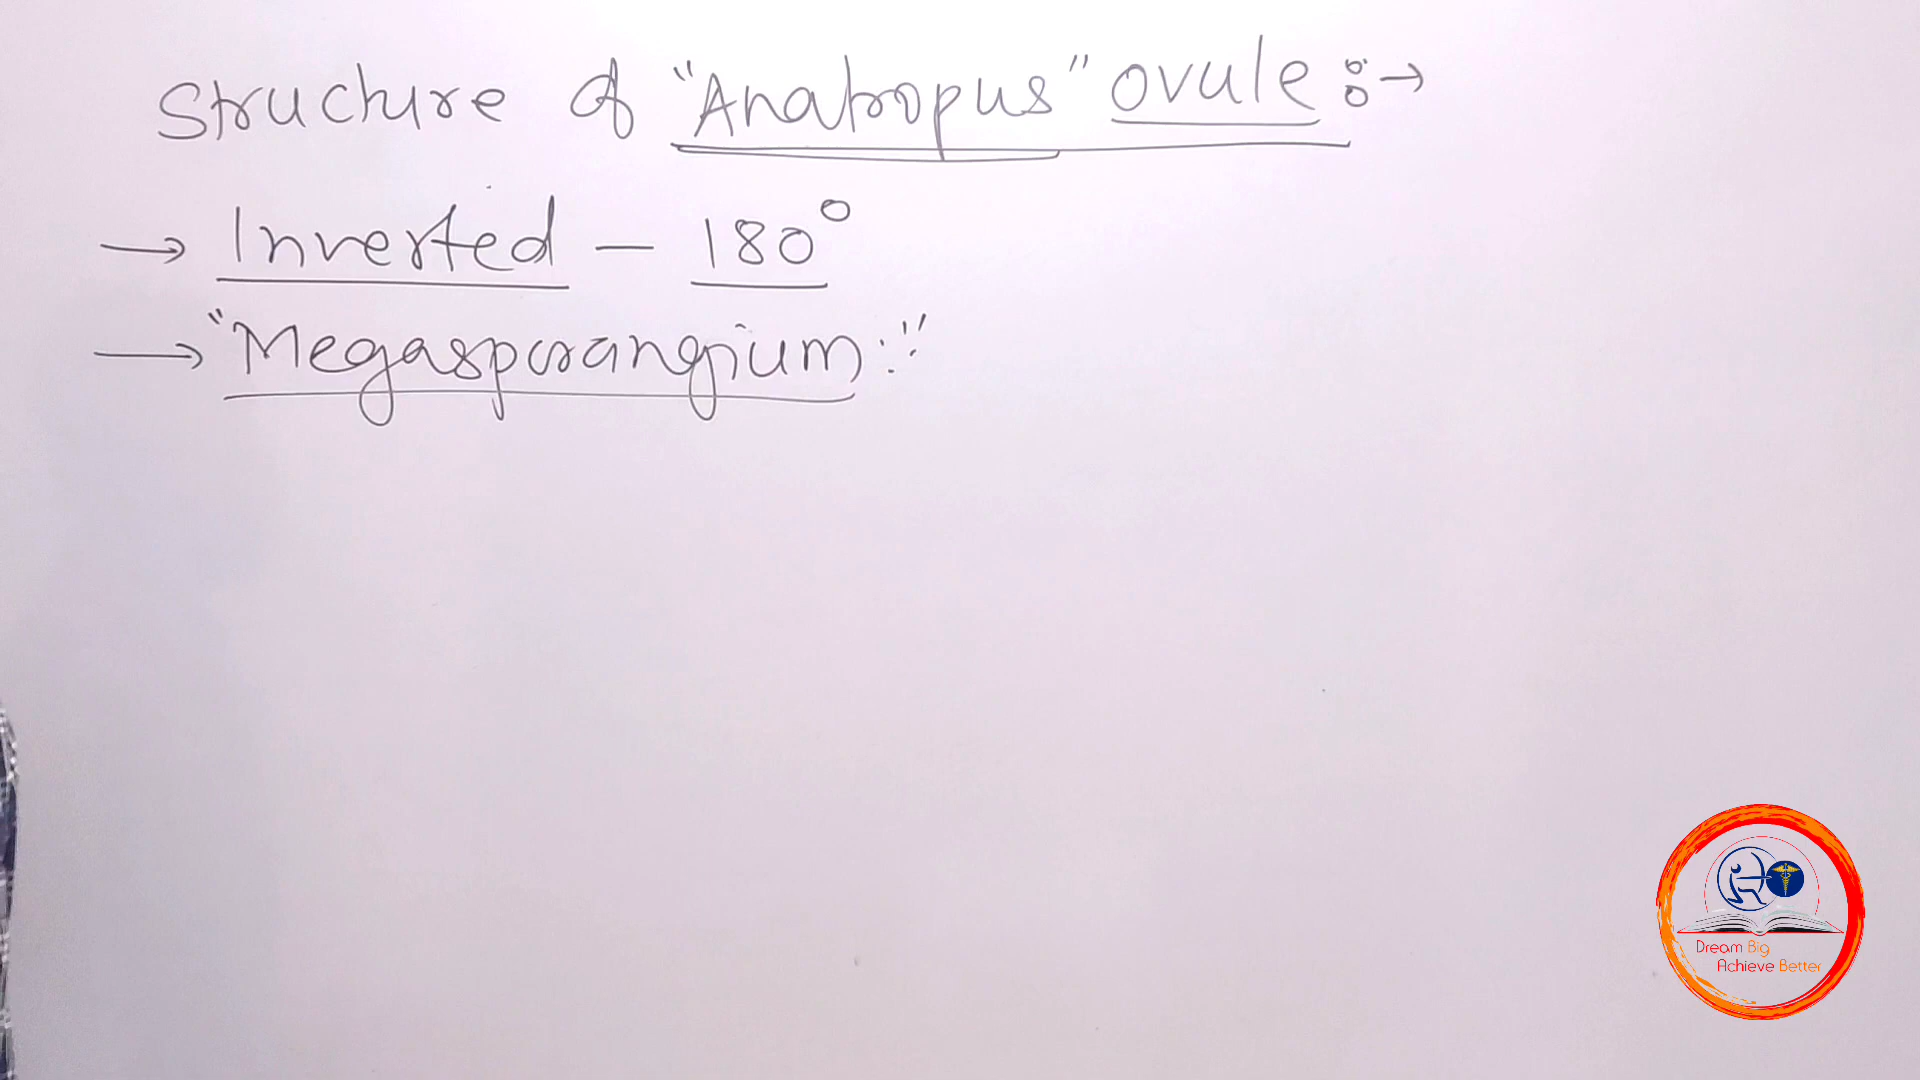 Structure of "Anatropus" ovule :→
→ Inverted – 180°
→ "Megasporangium :"
Dream Big
Achieve Better